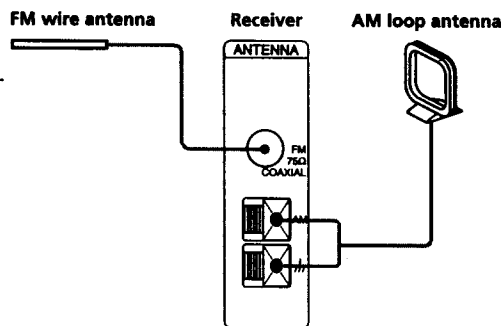 FM wire antenna
Receiver
AM loop antenna
ANTENNA
FM
75Ω
COAXIAL
AM